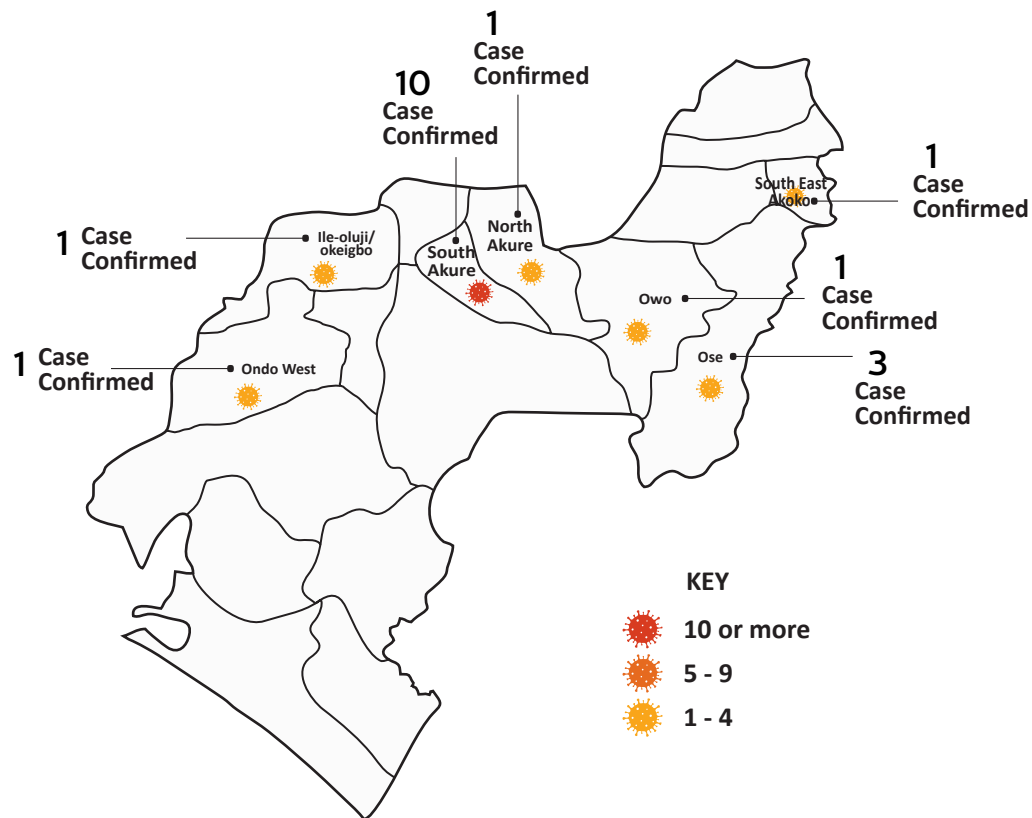 1
Case
Confirmed
10
Case
Confirmed
1
Case
Confirmed
South East
Akoko
1 Case
Confirmed
Ile-oluji/
okeigbo
South
Akure
North
Akure
Owo
1
Case
Confirmed
1 Case
Confirmed
Ondo West
Ose
3
Case
Confirmed
KEY
10 or more
5 - 9
1 - 4